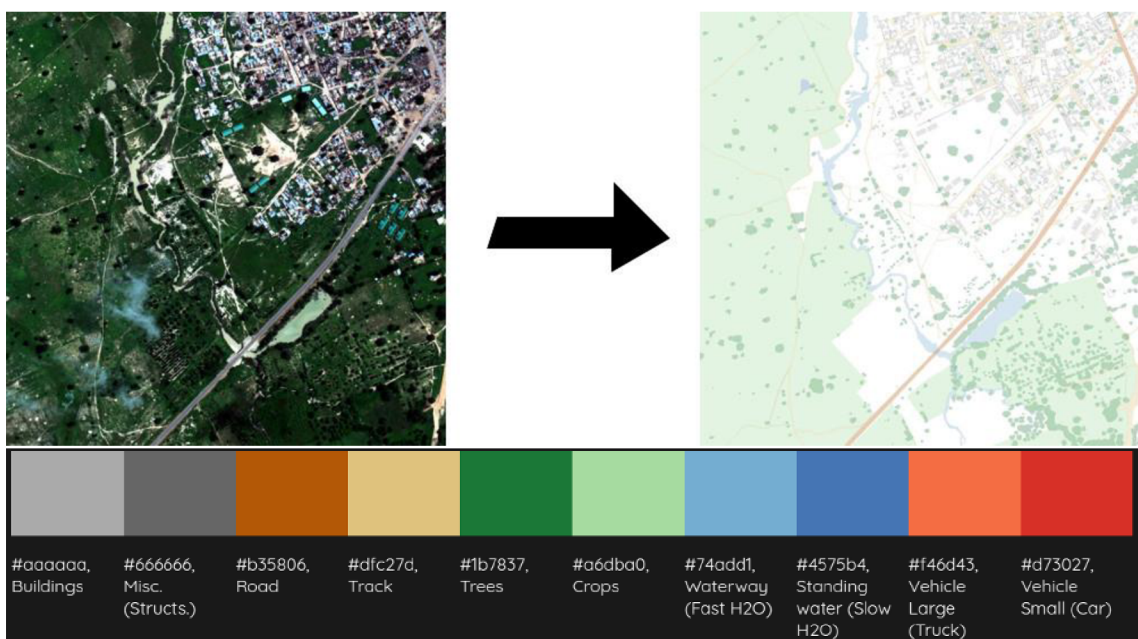 #aaaaaa,
Buildings
#666666,
Misc.
(Structs.)
#b35806,
Road
#dfc27d,
Track
#1b7837,
Trees
#a6dba0,
Crops
#74add1,
Waterway
(Fast H2O)
#4575b4,
Standing
water (Slow
H2O)
#f46d43,
Vehicle
Large
(Truck)
#d73027,
Vehicle
Small (Car)